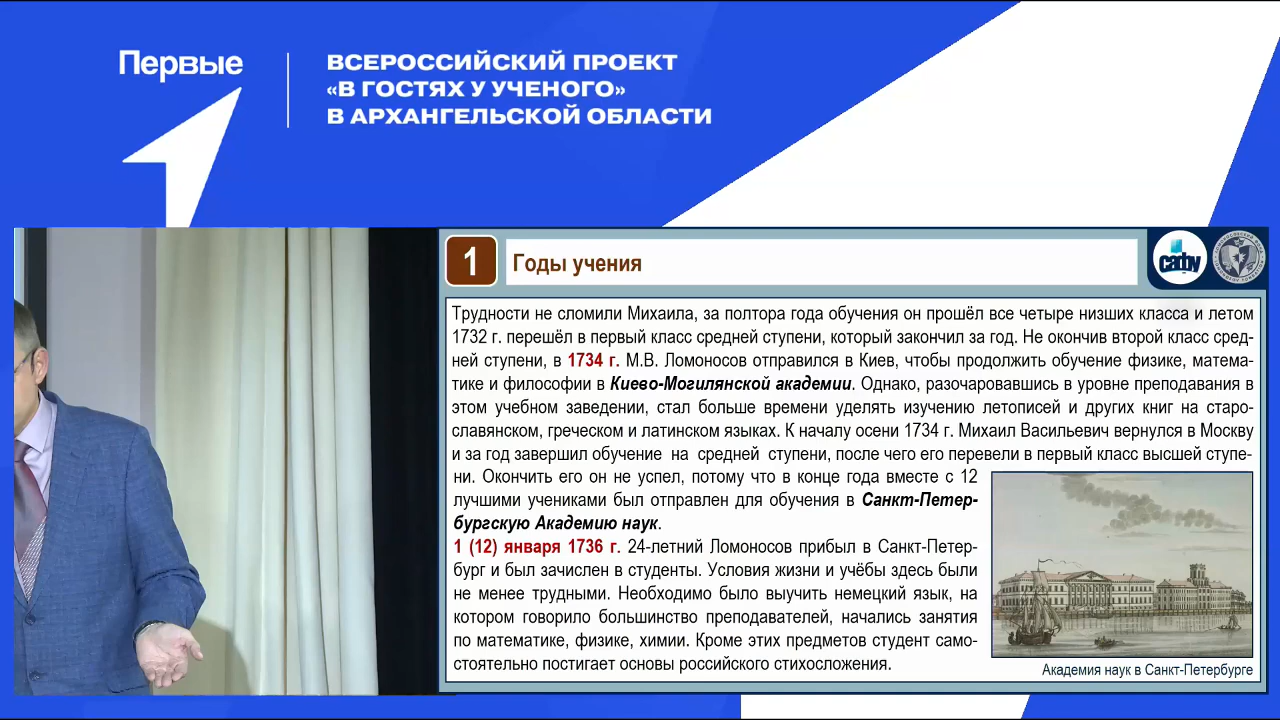 Первые
ВСЕРОССИЙСКИЙ ПРОЕКТ
«В ГОСТЯХ У УЧЕНОГО»
В АРХАНГЕЛЬСКОЙ ОБЛАСТИ
1
Годы учения
сафу
Трудности не сломили Михаила, за полтора года обучения он прошёл все четыре низших класса и летом
1732 г. перешёл в первый класс средней ступени, который закончил за год. Не окончив второй класс сред-
ней ступени, в 1734 г. М.В. Ломоносов отправился в Киев, чтобы продолжить обучение физике, матема-
тике и философии в Киево-Могилянской академии. Однако, разочаровавшись в уровне преподавания в
этом учебном заведении, стал больше времени уделять изучению летописей и других книг на старо-
славянском, греческом и латинском языках. К началу осени 1734 г. Михаил Васильевич вернулся в Москву
и за год завершил обучение на средней ступени, после чего его перевели в первый класс высшей ступе-
ни. Окончить его он не успел, потому что в конце года вместе с 12
лучшими учениками был отправлен для обучения в Санкт-Петер-
бургскую Академию наук.
1 (12) января 1736 г. 24-летний Ломоносов прибыл в Санкт-Петер-
бург и был зачислен в студенты. Условия жизни и учёбы здесь были
не менее трудными. Необходимо было выучить немецкий язык, на
котором говорило большинство преподавателей, начались занятия
по математике, физике, химии. Кроме этих предметов студент само-
стоятельно постигает основы российского стихосложения.
Академия наук в Санкт-Петербурге